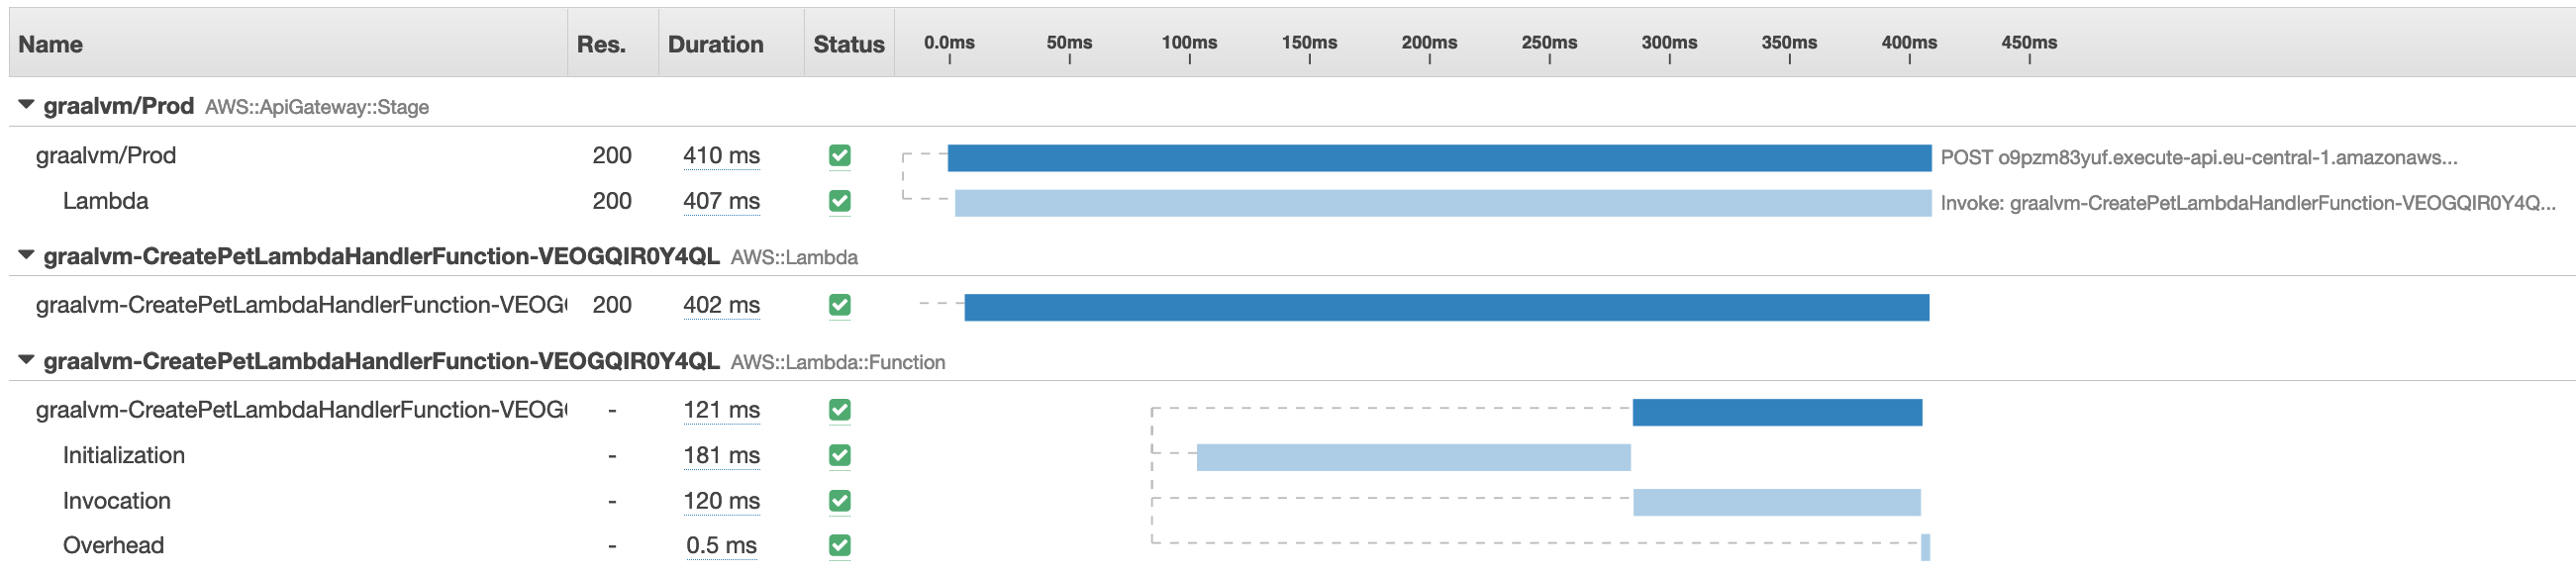 Name Res. Duration Status 0.0ms 50ms 100ms 150ms 200ms 250ms 300ms 350ms 400ms 450ms
graalvm/Prod AWS::ApiGateway::Stage
graalvm/Prod 200 410 ms POST o9pzm83yuf.execute-api.eu-central-1.amazonaws...
Lambda 200 407 ms Invoke: graalvm-CreatePetLambdaHandlerFunction-VEOGQIR0Y4Q...
graalvm-CreatePetLambdaHandlerFunction-VEOGQIR0Y4QL AWS::Lambda
graalvm-CreatePetLambdaHandlerFunction-VEOG 200 402 ms
graalvm-CreatePetLambdaHandlerFunction-VEOGQIR0Y4QL AWS::Lambda::Function
graalvm-CreatePetLambdaHandlerFunction-VEOG - 121 ms
Initialization - 181 ms
Invocation - 120 ms
Overhead - 0.5 ms